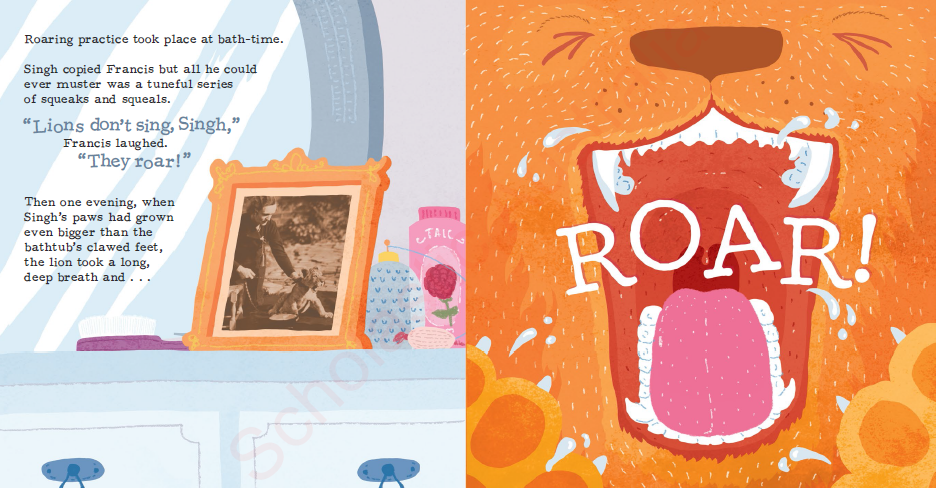 Roaring practice took place at bath-time.
Singh copied Francis but all he could
ever muster was a tuneful series
of squeaks and squeals.
“Lions don’t sing, Singh,”
Francis laughed.
“They roar!”
Then one evening, when
Singh’s paws had grown
even bigger than the
bathtub’s clawed feet,
the lion took a long,
deep breath and . . .
TALC
ROAR!